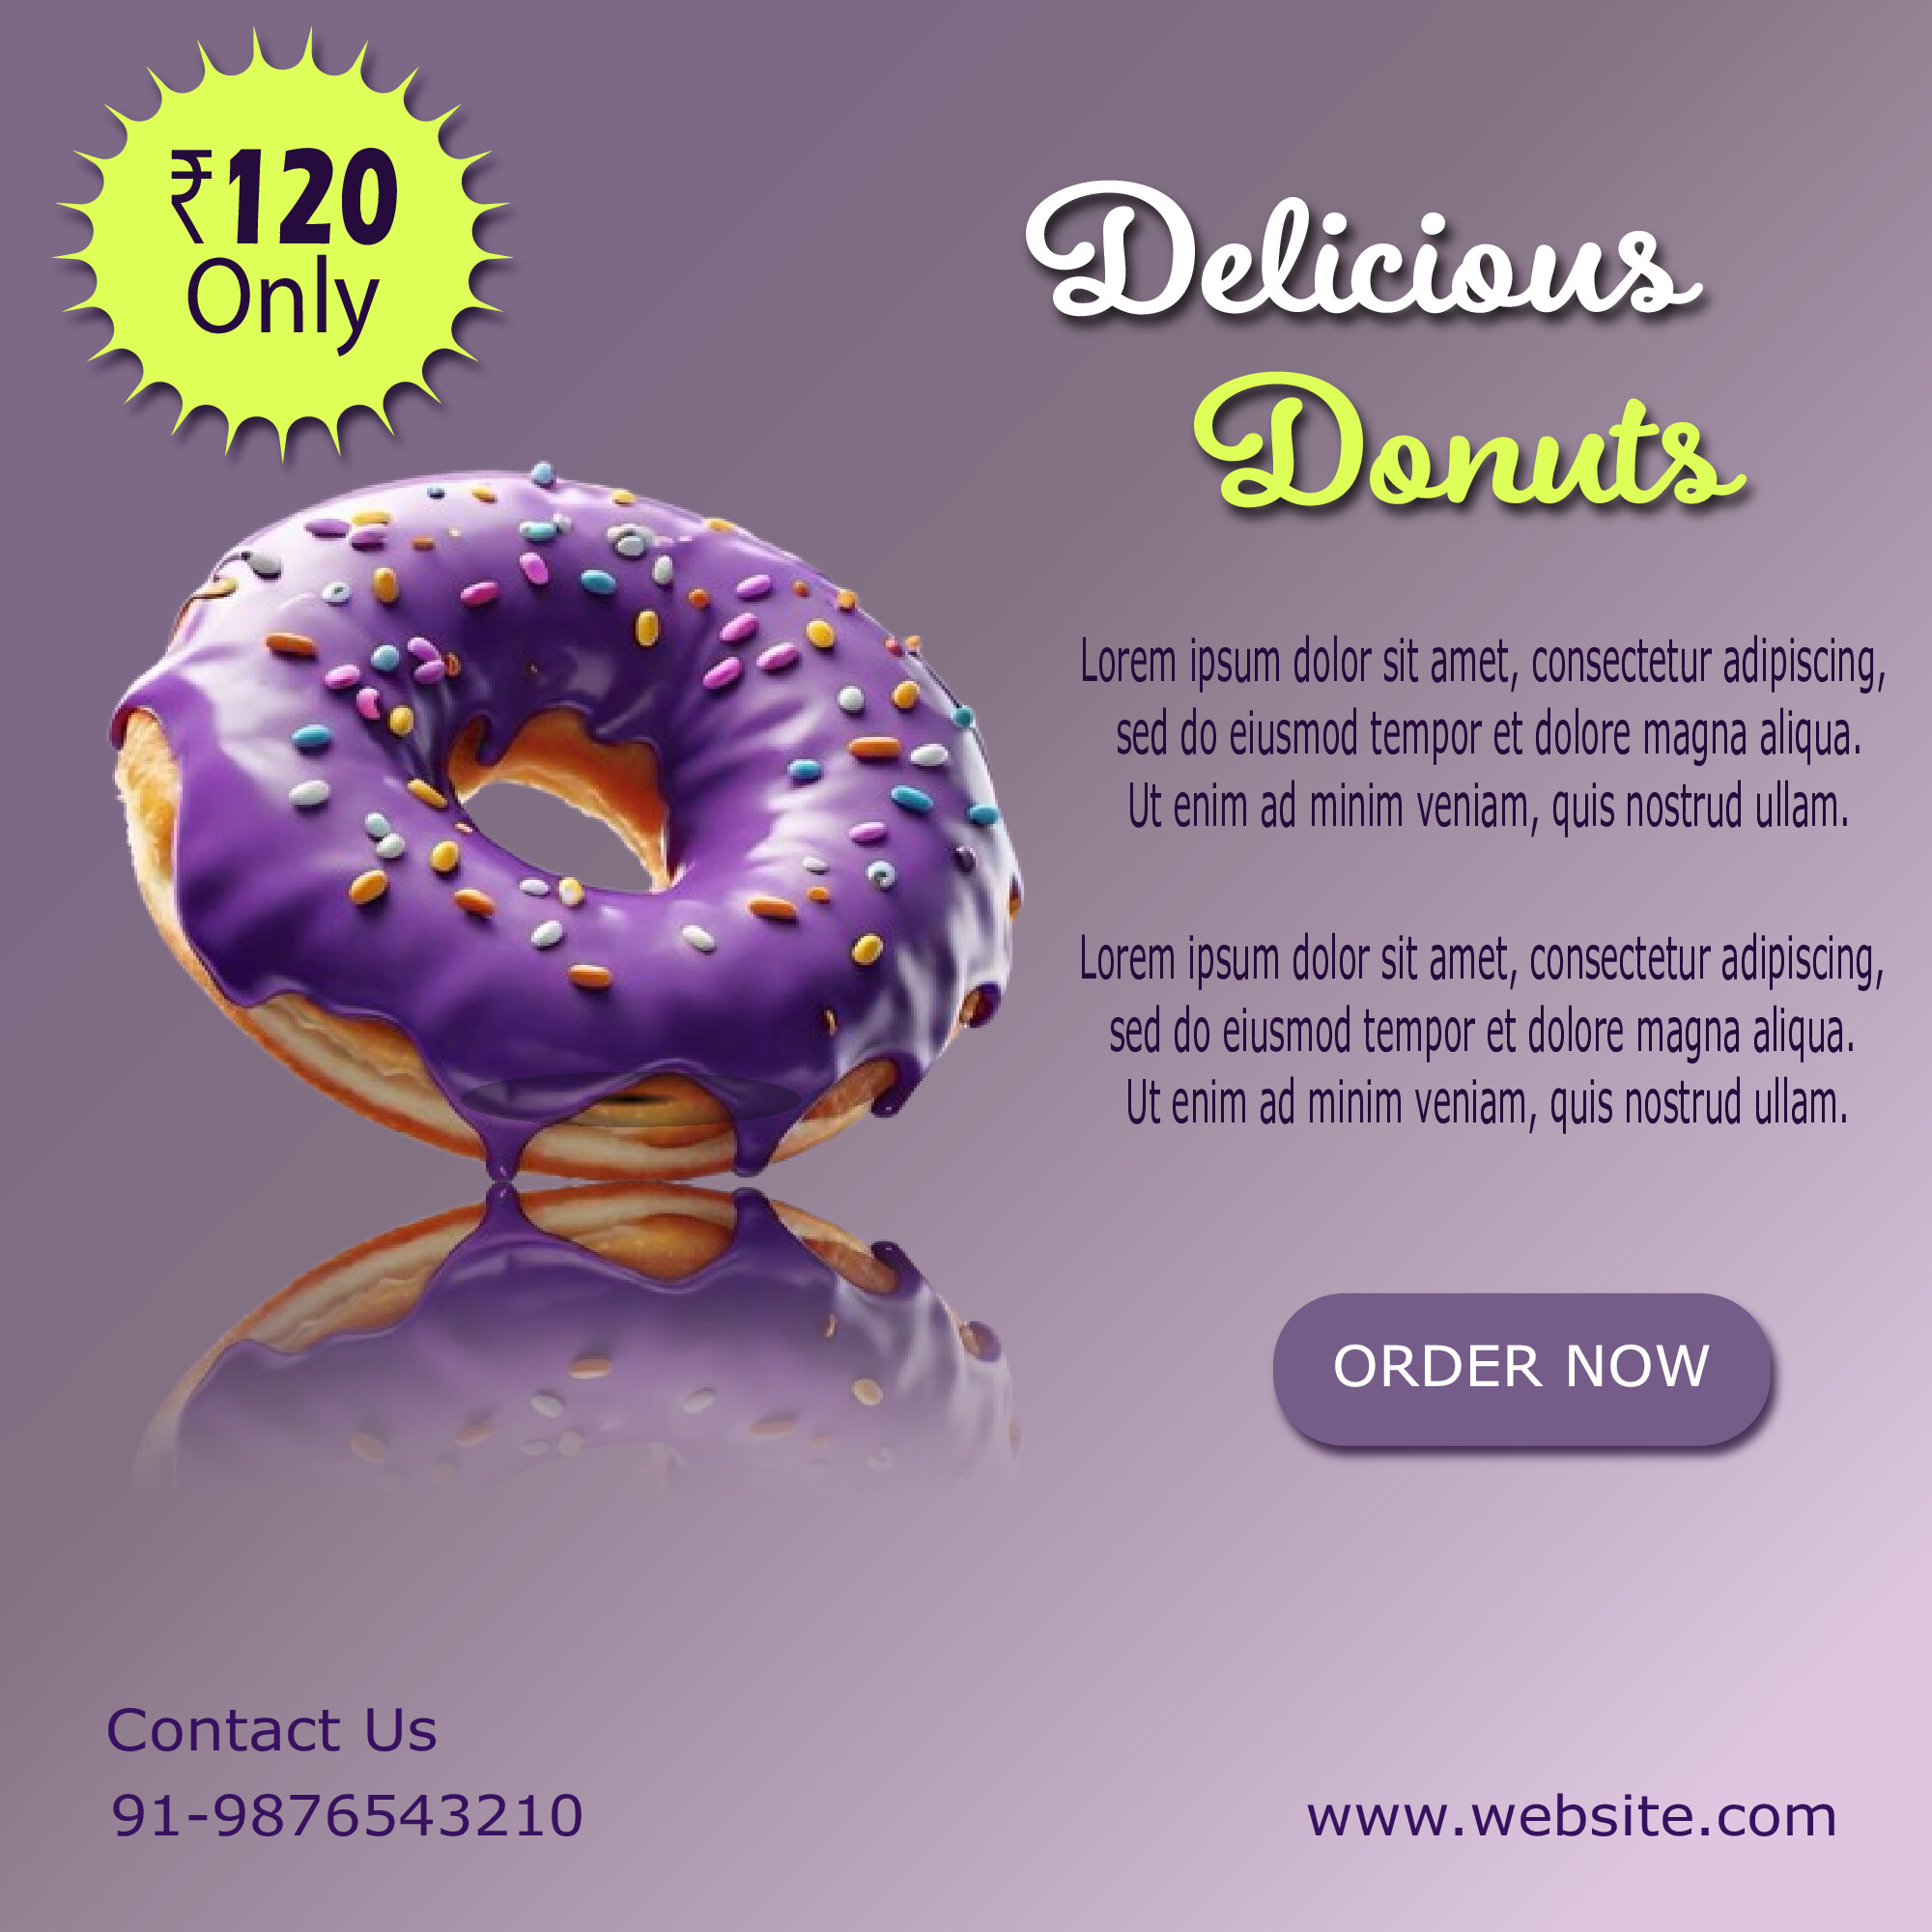 ₹120
Only
Delicious
Donuts
Lorem ipsum dolor sit amet, consectetur adipiscing,
sed do eiusmod tempor et dolore magna aliqua.
Ut enim ad minim veniam, quis nostrud ullam.
Lorem ipsum dolor sit amet, consectetur adipiscing,
sed do eiusmod tempor et dolore magna aliqua.
Ut enim ad minim veniam, quis nostrud ullam.
ORDER NOW
Contact Us
91-9876543210
www.website.com